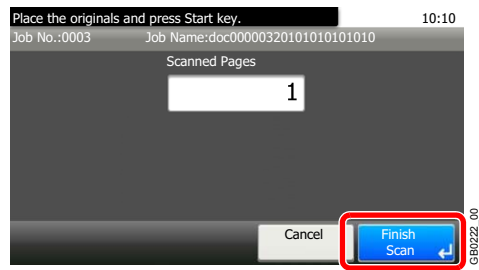 Place the originals and press Start key. 10:10
Job No.:0003 Job Name:doc00000320101010101010
Scanned Pages
1
Cancel
Finish
Scan
GB0222_00